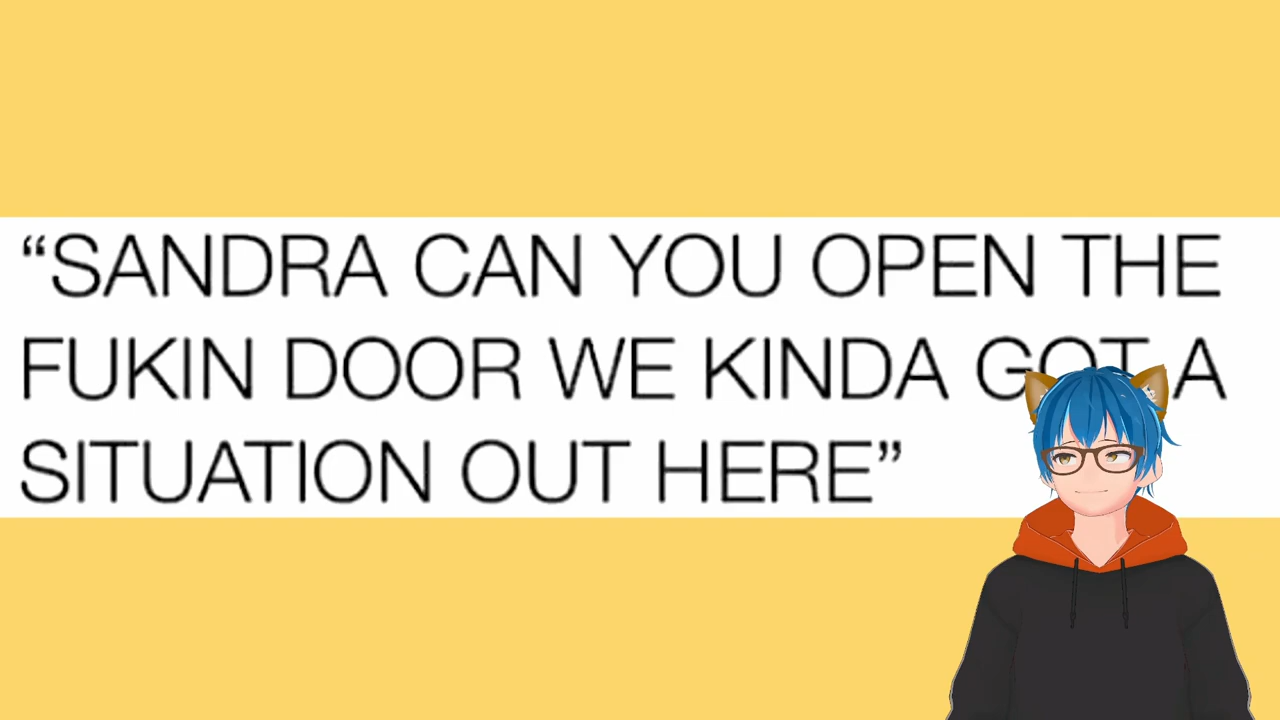 “SANDRA CAN YOU OPEN THE
FUKIN DOOR WE KINDA GOT A
SITUATION OUT HERE”